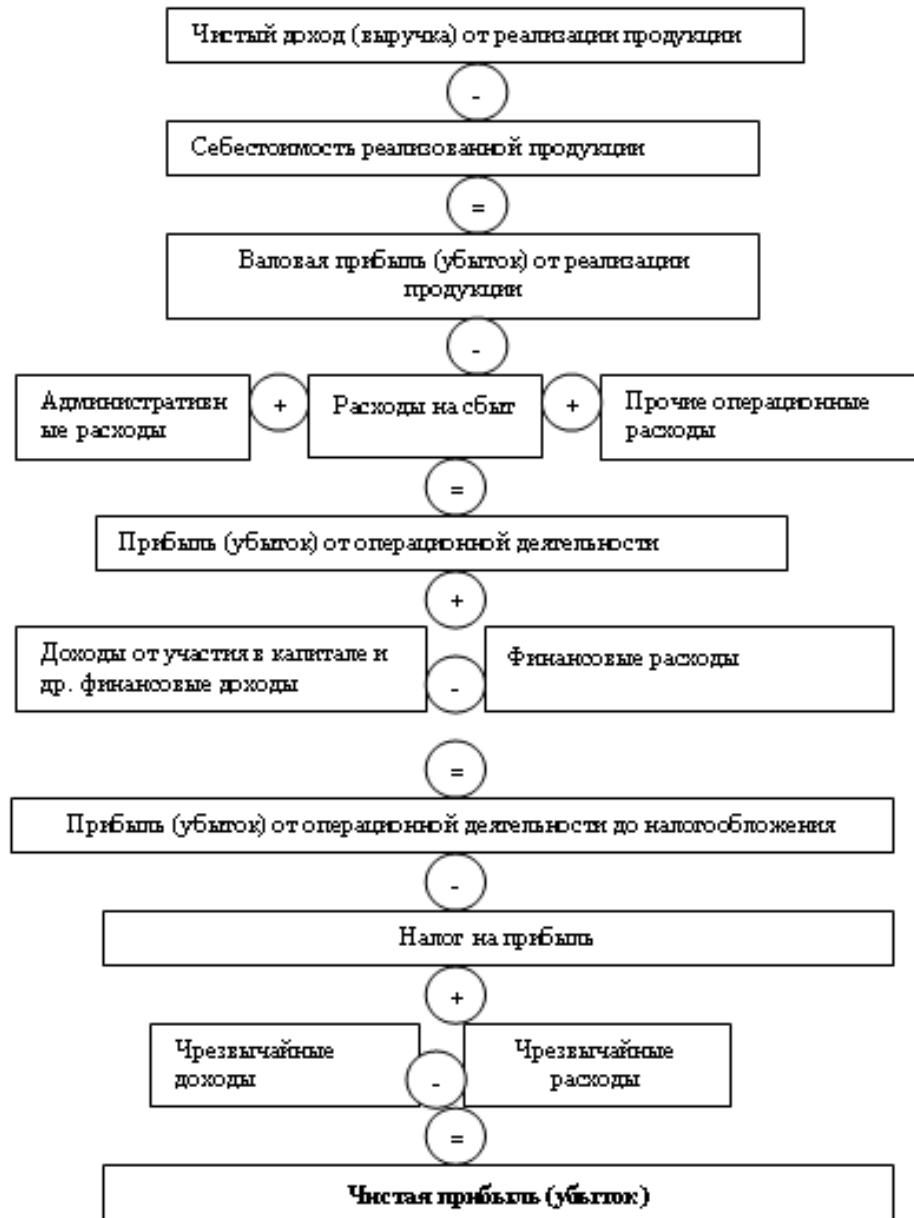 Чистый доход (выручка) от реализации продукции
-
Себестоимость реализованной продукции
=
Валовая прибыль (убыток) от реализации
продукции
-
Административн
ые расходы
+
Расходы на сбыт
+
Прочие операционные
расходы
=
Прибыль (убыток) от операционной деятельности
+
Доходы от участия в капитале и
др. финансовые доходы
-
Финансовые расходы
=
Прибыль (убыток) от операционной деятельности до налогообложения
-
Налог на прибыль
+
Чрезвычайные
доходы
-
Чрезвычайные
расходы
=
Чистая прибыль (убыток)